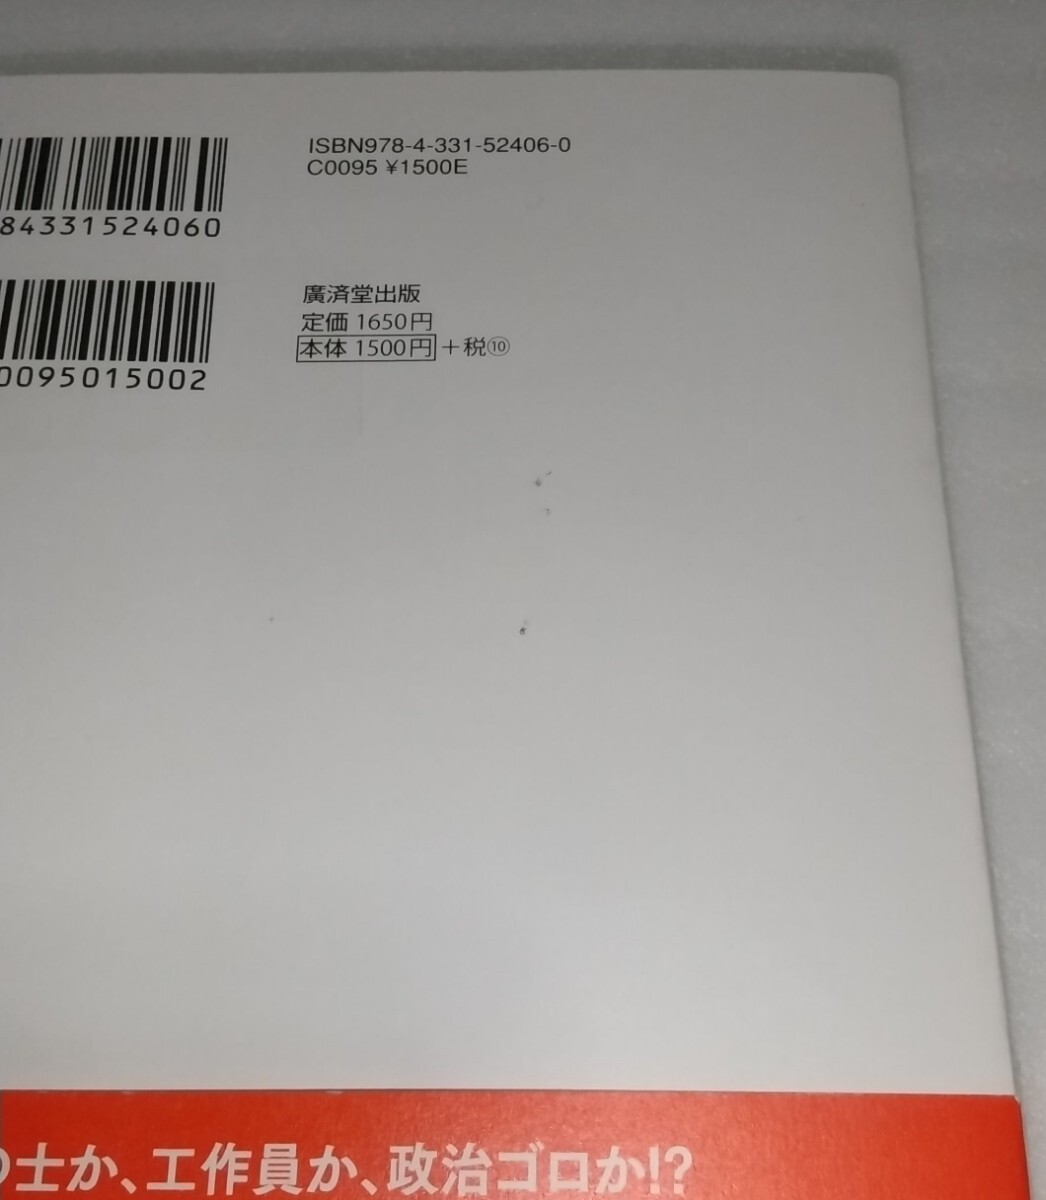 ISBN978-4-331-52406-0
C0095 ¥1500E
84331524060
廣済堂出版
定価 1650円
本体 1500円 +税⑩
0095015002
の士か、工作員か、政治ゴロか!?